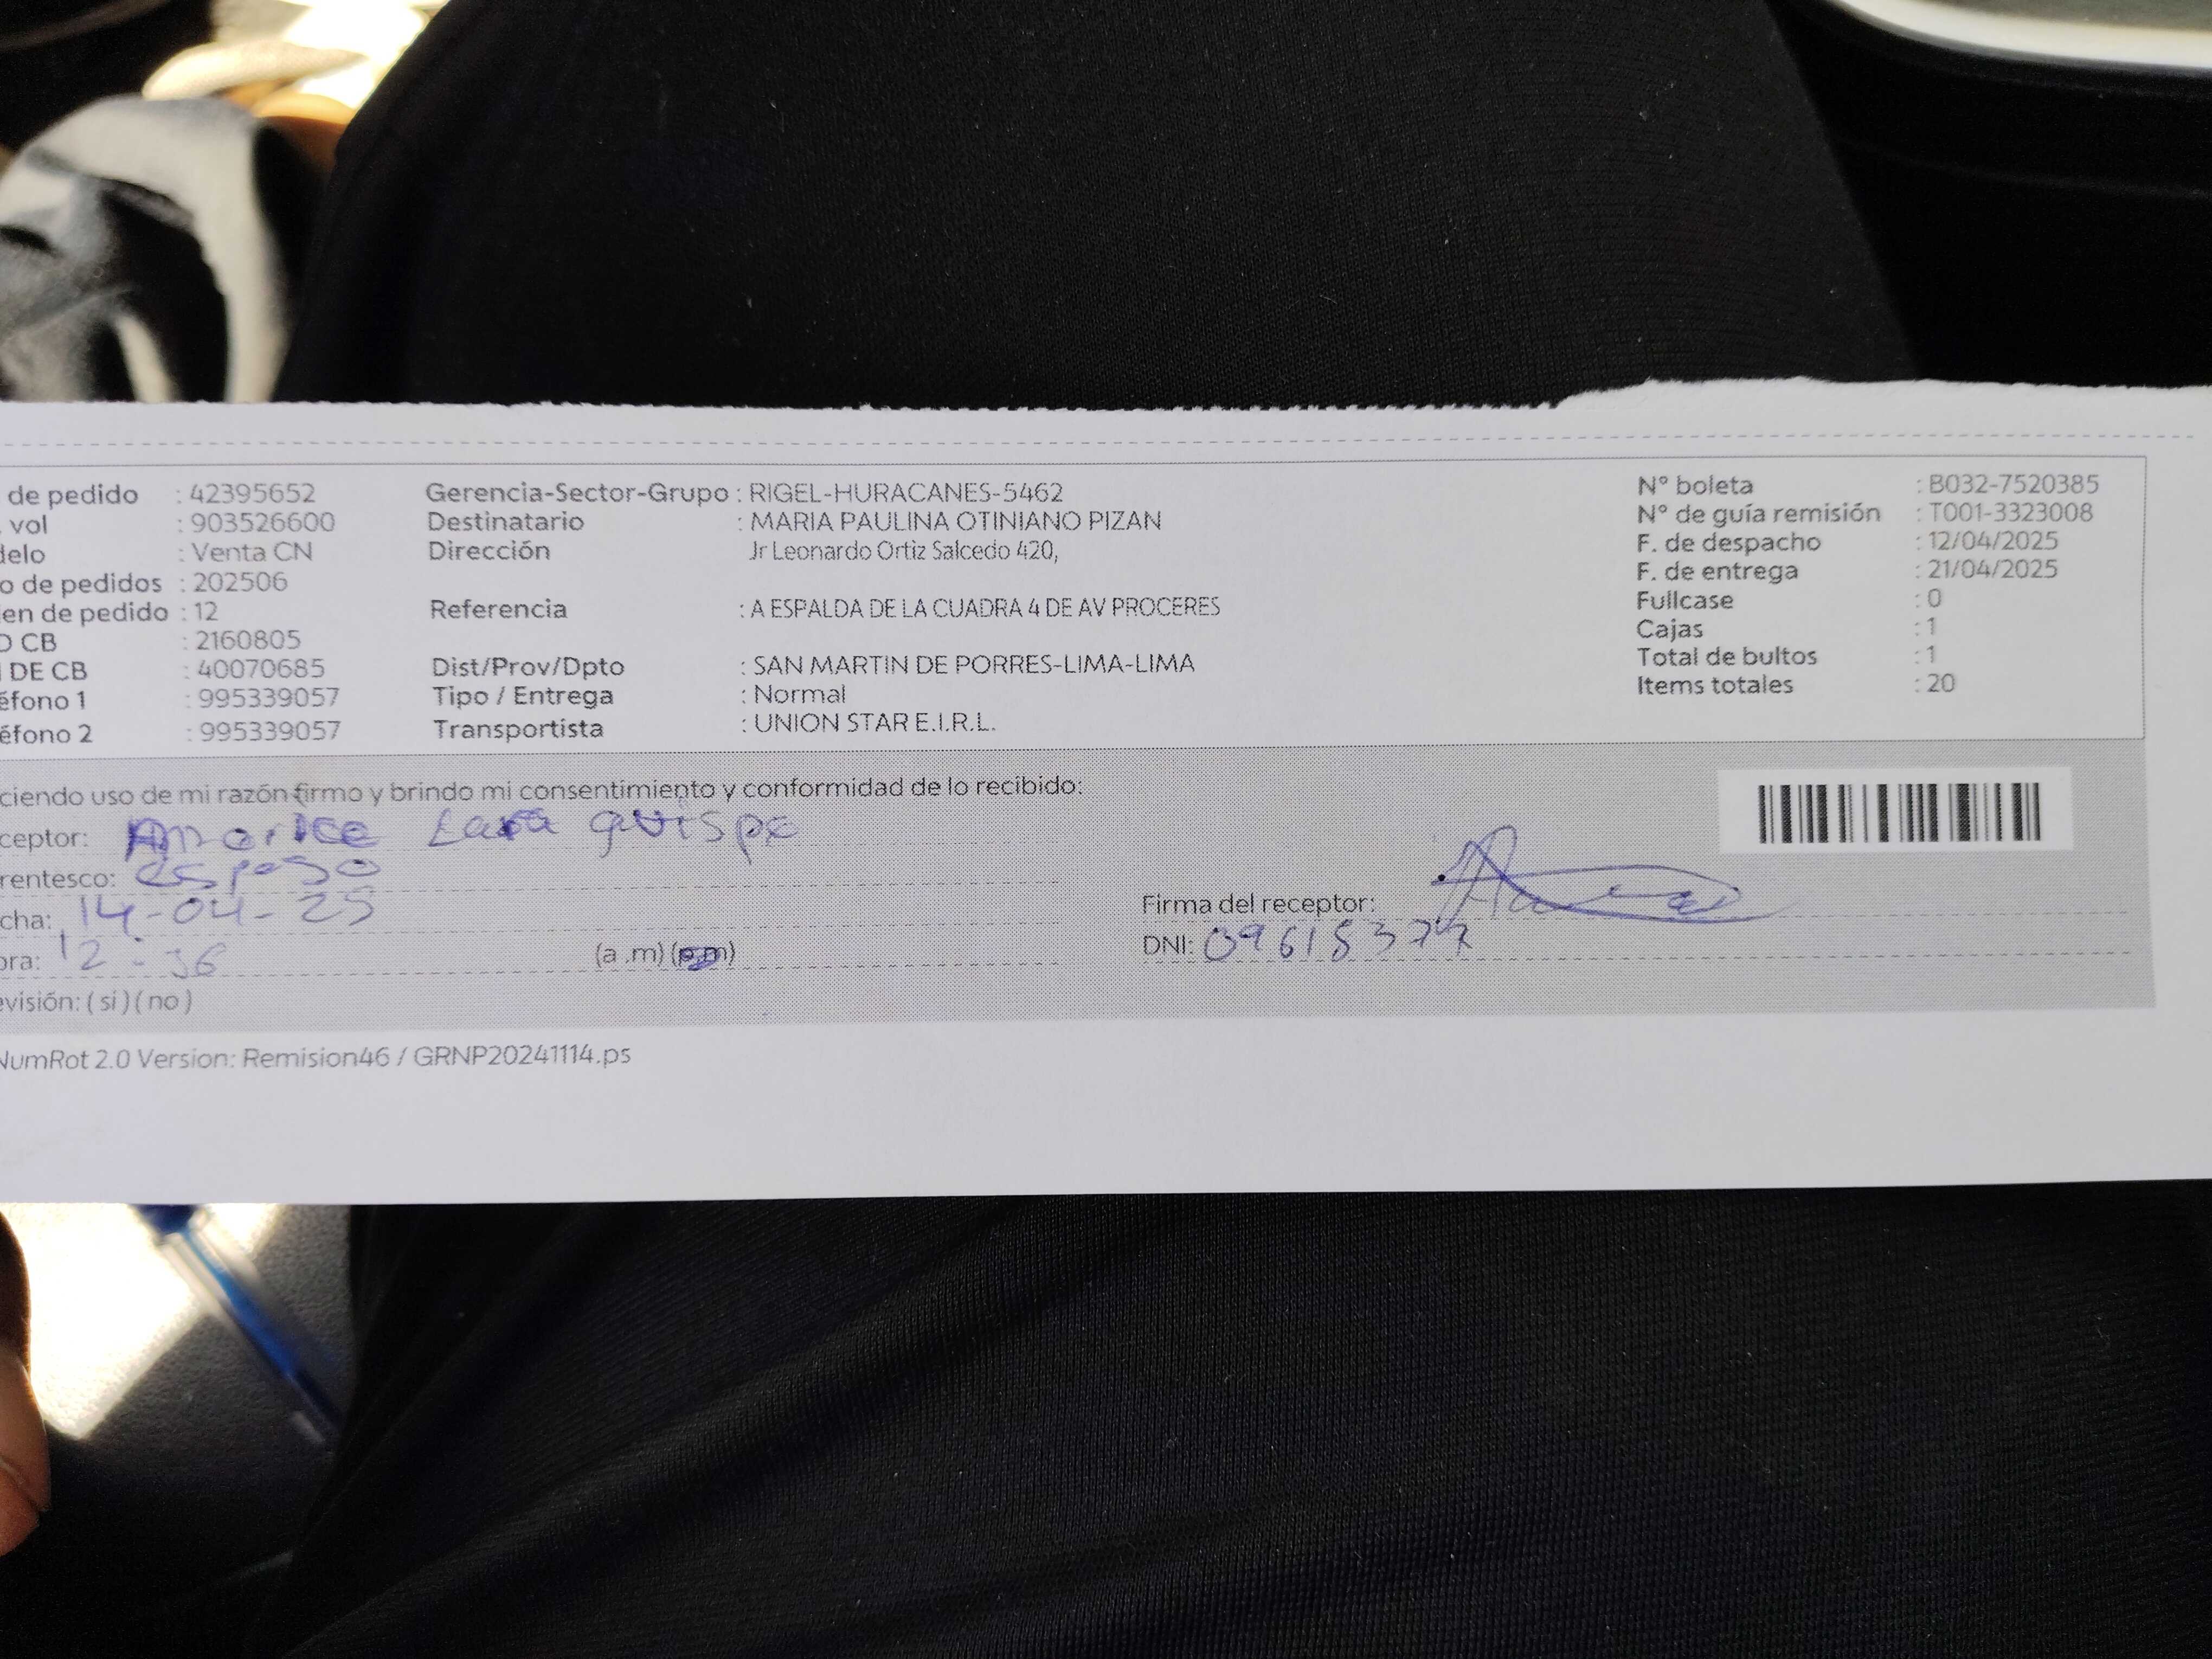 de pedido : 42395652 Gerencia-Sector-Grupo : RIGEL-HURACANES-5462 N° boleta : B032-7520385
vol : 903526600 Destinatario : MARIA PAULINA OTINIANO PIZAN N° de guía remisión : T001-3323008
delo : Venta CN Dirección Jr Leonardo Ortiz Salcedo 420, F. de despacho : 12/04/2025
o de pedidos : 202506 F. de entrega : 21/04/2025
en de pedido : 12 Referencia : A ESPALDA DE LA CUADRA 4 DE AV PROCERES Fullcase : 0
O CB : 2160805 Cajas : 1
DE CB : 40070685 Dist/Prov/Dpto : SAN MARTIN DE PORRES-LIMA-LIMA Total de bultos : 1
éfono 1 : 995339057 Tipo / Entrega : Normal Items totales : 20
éfono 2 : 995339057 Transportista : UNION STAR E.I.R.L.
ciendo uso de mi razón firmo y brindo mi consentimiento y conformidad de lo recibido:
ceptor: Lara quispe
rentesco: esposo
cha: 14-04-25 Firma del receptor:
ora: 12:36 (a .m) (p.m) DNI:
evisión: ( si ) ( no )
NumRot 2.0 Version: Remision46 / GRNP20241114.ps